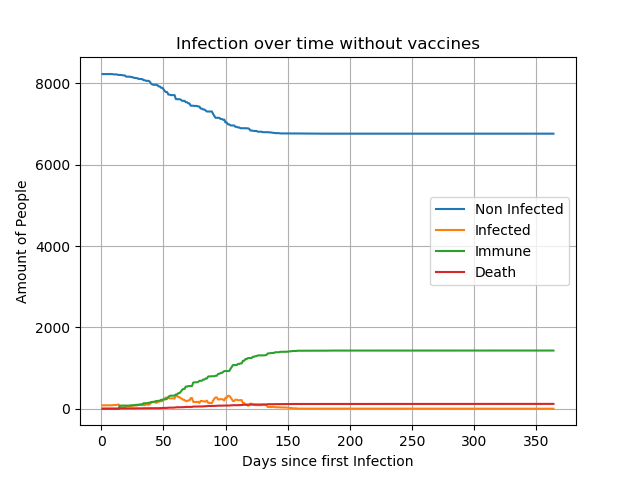 Infection over time without vaccines
Amount of People
8000
6000
4000
2000
0
Non Infected
Infected
Immune
Death
0 50 100 150 200 250 300 350
Days since first Infection